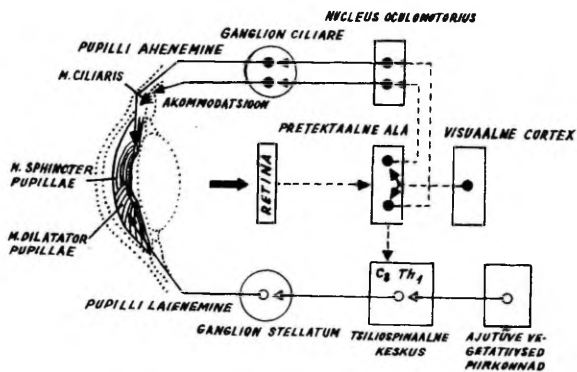 PUPILLI AHENEMINE
GANGLION CILIARE
NUCLEUS OCULOMOTORIUS
M. CILIARIS
AKOMMODATSIOON
PRETEKTAALNE ALA
VISUAALNE CORTEX
M. SPHINCTER
PUPILLAE
RETINA
M. DILATATOR
PUPILLAE
C8 Th1
PUPILLI LAIENEMINE
GANGLION STELLATUM
TSILIOSPINAALNE
KESKUS
AJUTÜVE VE-
GETATIIVSED
PIIRKONNAD